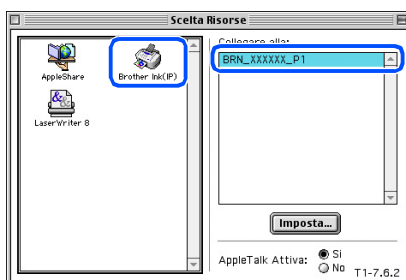 Scelta Risorse
AppleShare
Brother Ink(IP)
LaserWriter 8
Collegare alla:
BRN_XXXXXX_P1
Imposta...
AppleTalk Attiva:
Si
No
T1-7.6.2